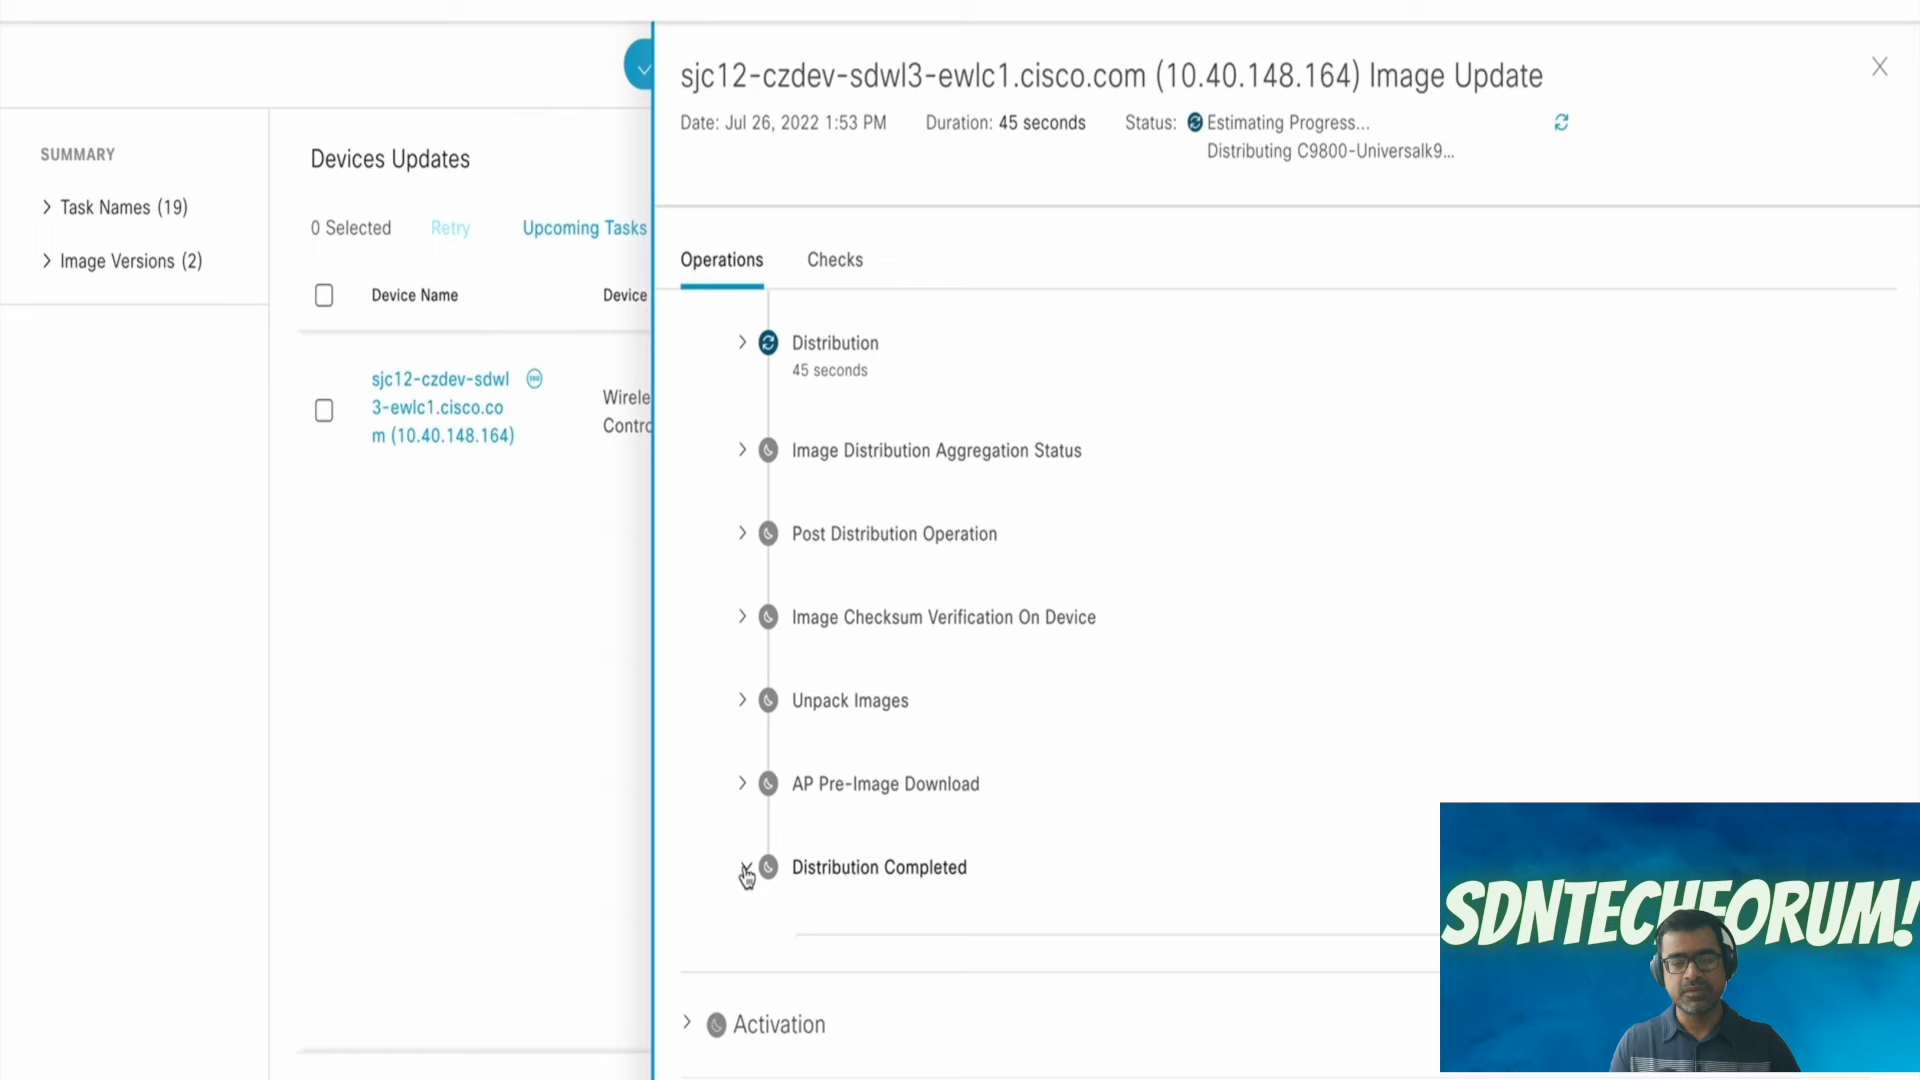 SUMMARY
Task Names (19)
Image Versions (2)
Devices Updates
0 Selected
Retry
Upcoming Tasks
Device Name
Device
sjc12-czdev-sdwl
3-ewlc1.cisco.co
m (10.40.148.164)
Wirele
Contro
sjc12-czdev-sdwl3-ewlc1.cisco.com (10.40.148.164) Image Update
Date: Jul 26, 2022 1:53 PM
Duration: 45 seconds
Status: Estimating Progress...
Distributing C9800-Universalk9...
Operations
Checks
Distribution
45 seconds
Image Distribution Aggregation Status
Post Distribution Operation
Image Checksum Verification On Device
Unpack Images
AP Pre-Image Download
Distribution Completed
Activation
SDNTECHFORUM!